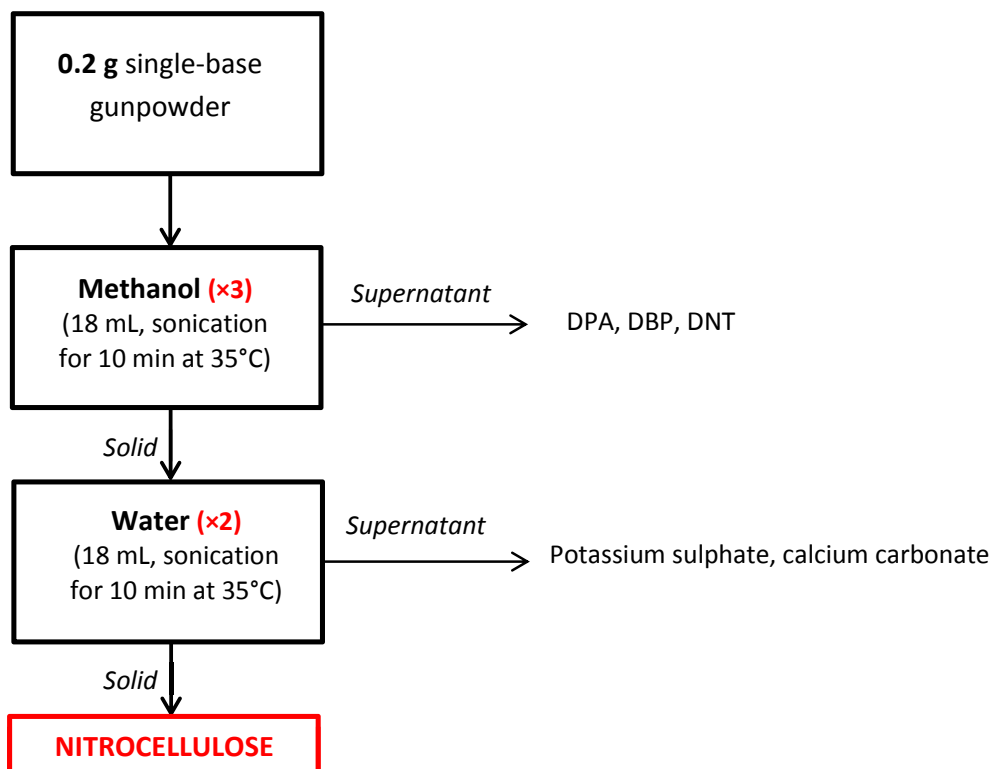 0.2 g single-base
gunpowder
Methanol (×3)
(18 mL, sonication
for 10 min at 35°C)
Supernatant
DPA, DBP, DNT
Solid
Water (×2)
(18 mL, sonication
for 10 min at 35°C)
Supernatant
Potassium sulphate, calcium carbonate
Solid
NITROCELLULOSE